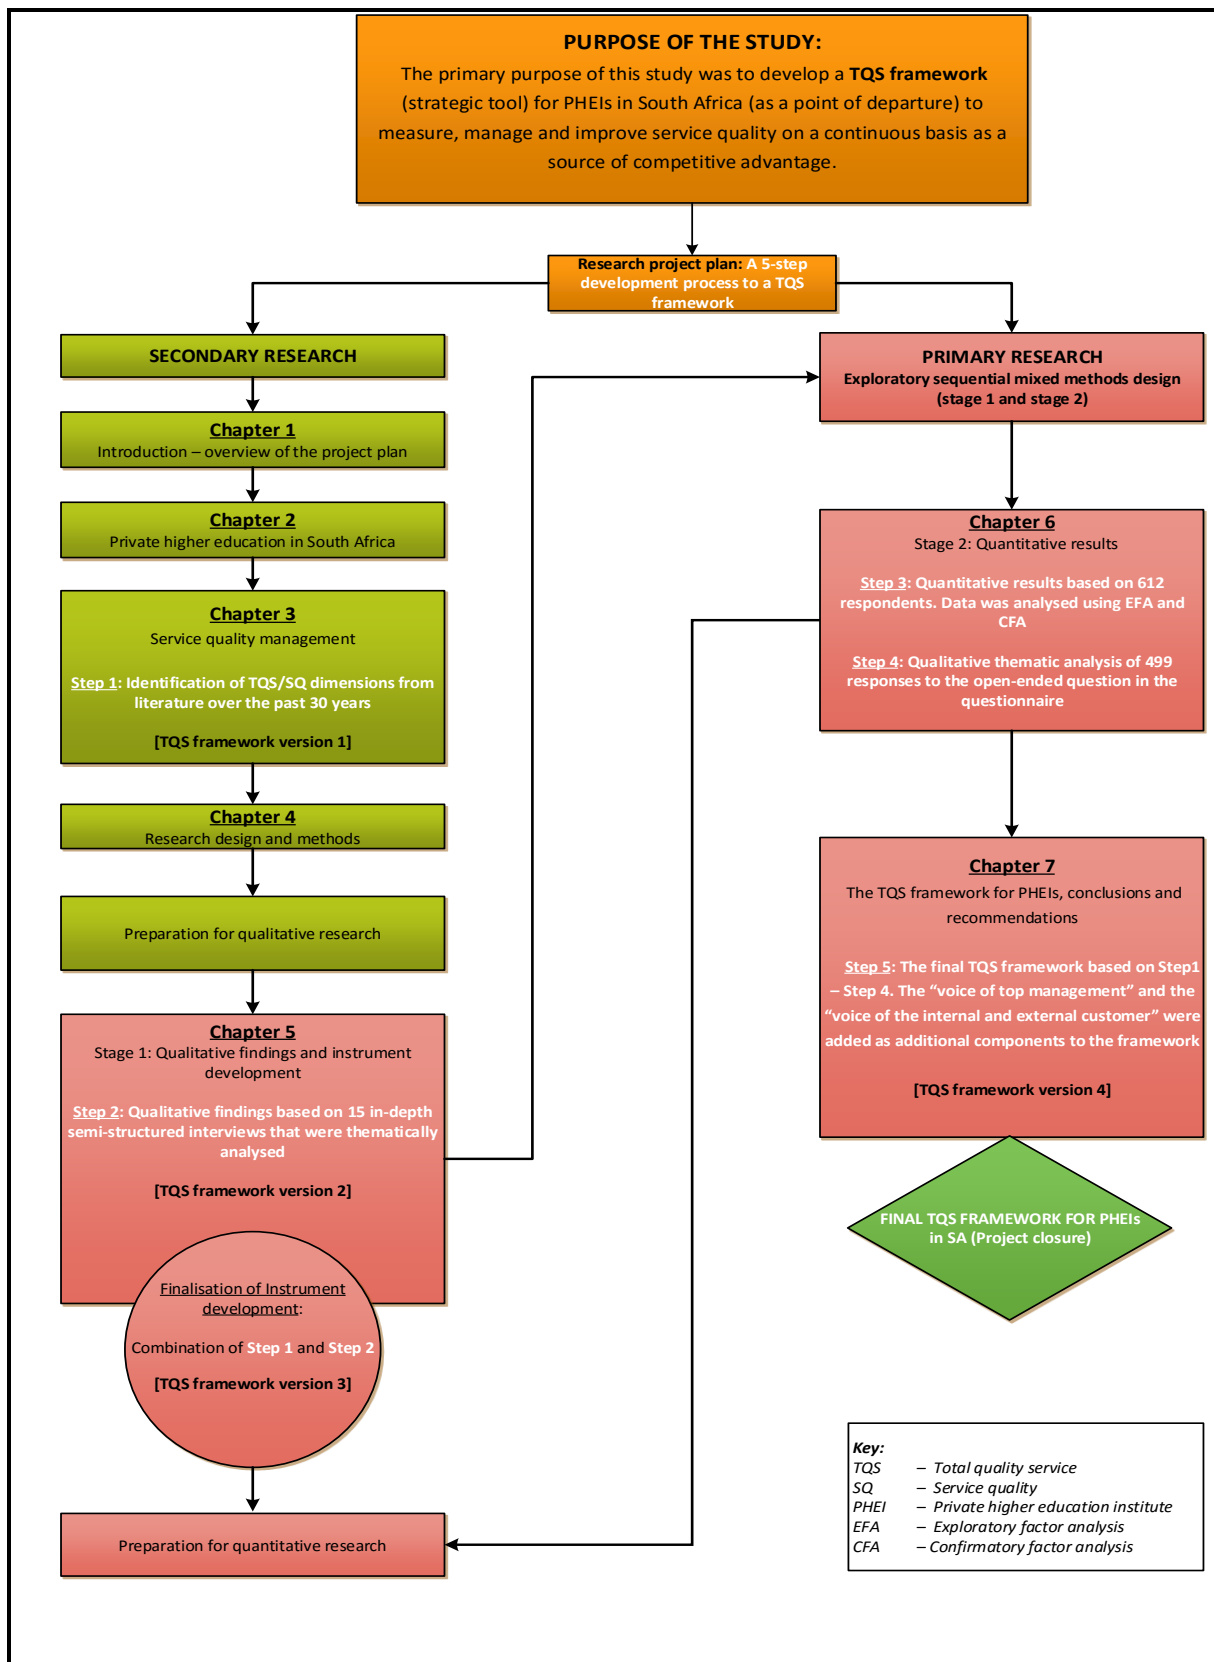 PURPOSE OF THE STUDY:
The primary purpose of this study was to develop a TQS framework
(strategic tool) for PHEIs in South Africa (as a point of departure) to
measure, manage and improve service quality on a continuous basis as a
source of competitive advantage.
Research project plan: A 5-step
development process to a TQS
framework
SECONDARY RESEARCH
Chapter 1
Introduction – overview of the project plan
Chapter 2
Private higher education in South Africa
Chapter 3
Service quality management
Step 1: Identification of TQS/SQ dimensions from
literature over the past 30 years
[TQS framework version 1]
Chapter 4
Research design and methods
Preparation for qualitative research
Chapter 5
Stage 1: Qualitative findings and instrument
development
Step 2: Qualitative findings based on 15 in-depth
semi-structured interviews that were thematically
analysed
[TQS framework version 2]
Finalisation of Instrument
development:
Combination of Step 1 and Step 2
[TQS framework version 3]
Preparation for quantitative research
PRIMARY RESEARCH
Exploratory sequential mixed methods design
(stage 1 and stage 2)
Chapter 6
Stage 2: Quantitative results
Step 3: Quantitative results based on 612
respondents. Data was analysed using EFA and
CFA
Step 4: Qualitative thematic analysis of 499
responses to the open-ended question in the
questionnaire
Chapter 7
The TQS framework for PHEIs, conclusions and
recommendations
Step 5: The final TQS framework based on Step1
– Step 4. The “voice of top management” and the
“voice of the internal and external customer” were
added as additional components to the framework
[TQS framework version 4]
FINAL TQS FRAMEWORK FOR PHEIs
in SA (Project closure)
Key:
TQS – Total quality service
SQ – Service quality
PHEI – Private higher education institute
EFA – Exploratory factor analysis
CFA – Confirmatory factor analysis